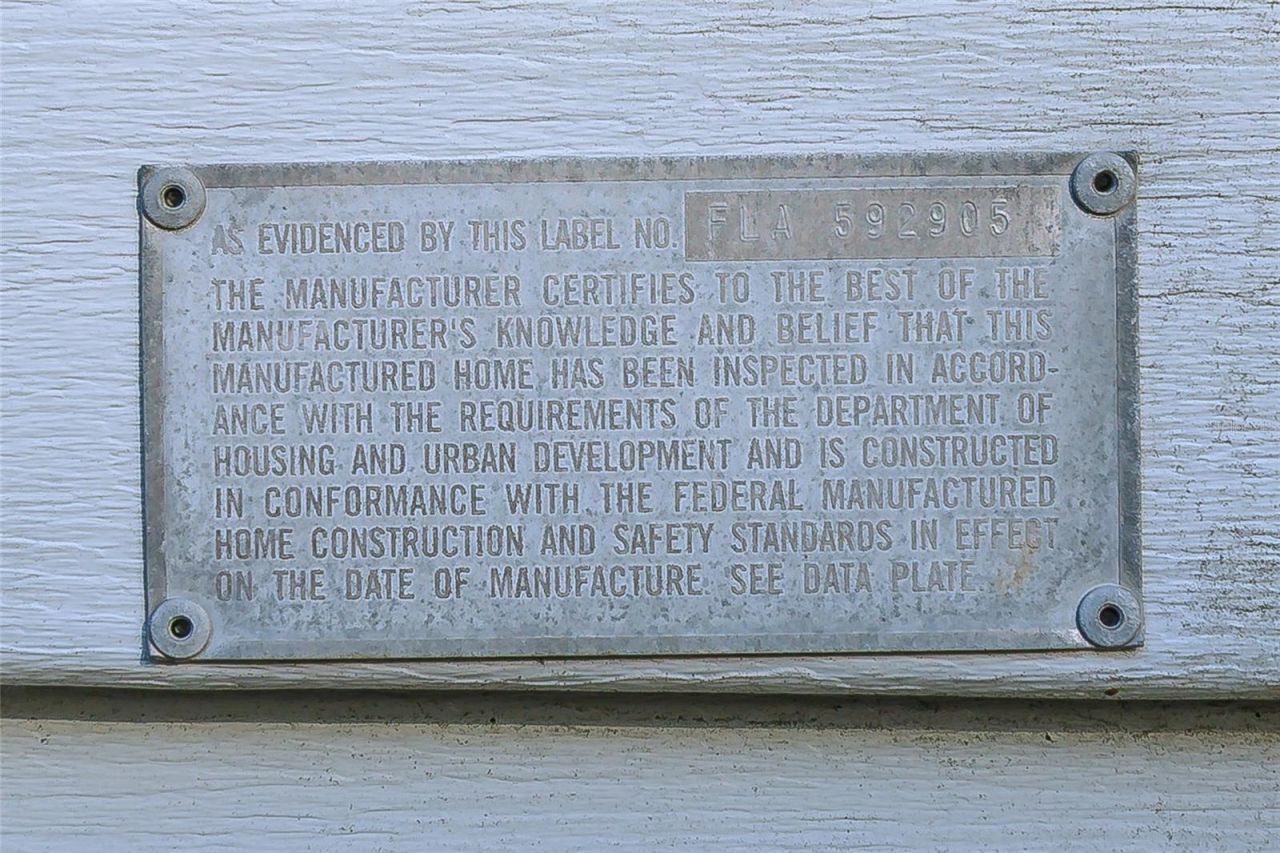 AS EVIDENCED BY THIS LABEL NO. FLA 592905
THE MANUFACTURER CERTIFIES TO THE BEST OF THE
MANUFACTURER'S KNOWLEDGE AND BELIEF THAT THIS
MANUFACTURED HOME HAS BEEN INSPECTED IN ACCORD-
ANCE WITH THE REQUIREMENTS OF THE DEPARTMENT OF
HOUSING AND URBAN DEVELOPMENT AND IS CONSTRUCTED
IN CONFORMANCE WITH THE FEDERAL MANUFACTURED
HOME CONSTRUCTION AND SAFETY STANDARDS IN EFFECT
ON THE DATE OF MANUFACTURE. SEE DATA PLATE.